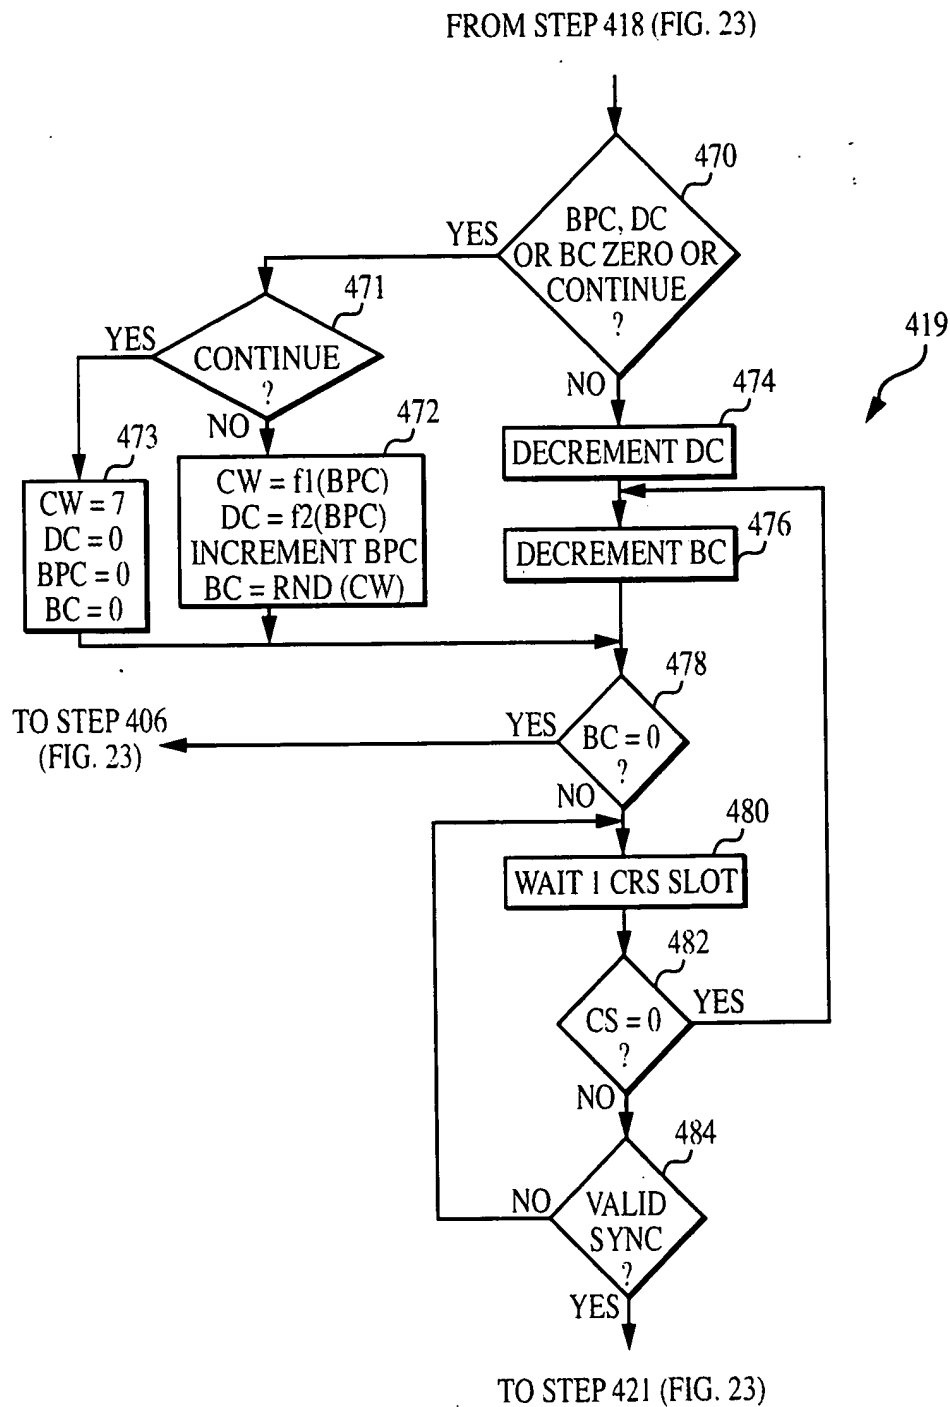 FROM STEP 418 (FIG. 23)
470
BPC, DC
OR BC ZERO OR
CONTINUE
?
YES
NO
471
CONTINUE
?
YES
NO
419
473
CW = 7
DC = 0
BPC = 0
BC = 0
472
CW = f1(BPC)
DC = f2(BPC)
INCREMENT BPC
BC = RND (CW)
474
DECREMENT DC
476
DECREMENT BC
478
BC = 0
?
YES
TO STEP 406
(FIG. 23)
NO
480
WAIT 1 CRS SLOT
482
CS = 0
?
YES
NO
484
VALID
SYNC
?
NO
YES
TO STEP 421 (FIG. 23)